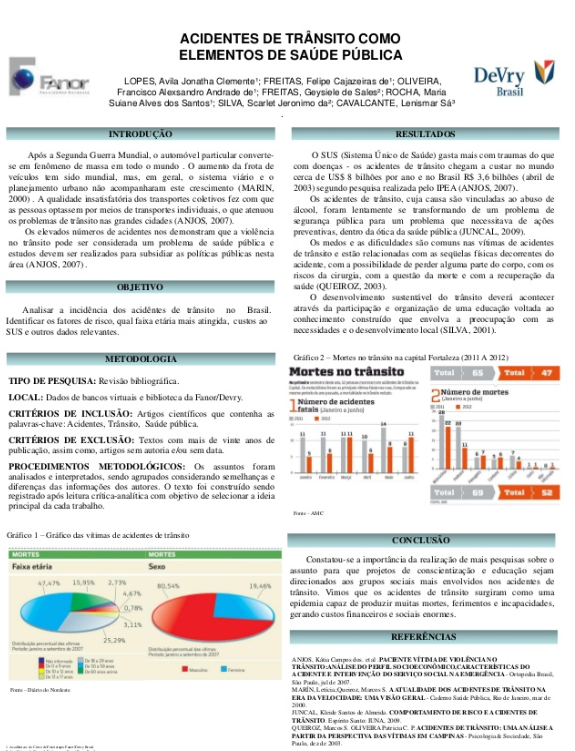 ACIDENTES DE TRÂNSITO COMO
ELEMENTOS DE SAÚDE PÚBLICA
Fanor
DeVry
Brasil
LOPES, Avila Jonatha Clemente¹; FREITAS, Felipe Cajazeiras de¹; OLIVEIRA,
Francisco Alexsandro Andrade de¹; FREITAS, Geysiele de Sales²; ROCHA, Maria
Suiane Alves dos Santos¹; SILVA, Scarlet Jeronimo da²; CAVALCANTE, Lenismar Sá³
.
INTRODUÇÃO
Após a Segunda Guerra Mundial, o automóvel particular converte-
se em fenômeno de massa em todo o mundo . O aumento da frota de
veículos tem sido mundial, mas, em geral, o sistema viário e o
planejamento urbano não acompanharam este crescimento (MARIN,
2000) . A qualidade insatisfatória dos transportes coletivos fez com que
as pessoas optassem por meios de transportes individuais, o que atenuou
os problemas de trânsito nas grandes cidades (ANJOS, 2007).
Os elevados números de acidentes nos demonstram que a violência
no trânsito pode ser considerada um problema de saúde pública e
estudos devem ser realizados para subsidiar as políticas públicas nesta
área (ANJOS, 2007) .
OBJETIVO
Analisar a incidência dos acidêntes de trânsito no Brasil.
Identificar os fatores de risco, qual faixa etária mais atingida, custos ao
SUS e outros dados relevantes.
METODOLOGIA
TIPO DE PESQUISA: Revisão bibliográfica.
LOCAL: Dados de bancos virtuais e biblioteca da Fanor/Devry.
CRITÉRIOS DE INCLUSÃO: Artigos científicos que contenha as
palavras-chave: Acidentes, Trânsito, Saúde pública.
CRITÉRIOS DE EXCLUSÃO: Textos com mais de vinte anos de
publicação, assim como, artigos sem autoria e/ou sem data.
PROCEDIMENTOS METODOLÓGICOS: Os assuntos foram
analisados e interpretados, sendo agrupados considerando semelhanças e
diferenças das informações dos autores. O texto foi construído sendo
registrado após leitura crítica-analítica com objetivo de selecionar a ideia
principal da cada trabalho.
Gráfico 1 – Gráfico das vítimas de acidentes de trânsito
MORTES
Faixa etária
47,47%
15,95%
2,73%
4,67%
0,78%
3,11%
25,29%
Distribuição percentual das vítimas
Período: janeiro a setembro de 2007
MORTES
Sexo
80,54%
19,46%
Distribuição percentual das vítimas
Período: janeiro a setembro de 2007
Masculino
Feminino
Fonte – Diário do Nordeste
RESULTADOS
O SUS (Sistema Único de Saúde) gasta mais com traumas do que
com doenças - os acidentes de trânsito chegam a custar no mundo
cerca de US$ 8 bilhões por ano e no Brasil R$ 3,6 bilhões (abril de
2003) segundo pesquisa realizada pelo IPEA (ANJOS, 2007).
Os acidentes de trânsito, cuja causa são vinculadas ao abuso de
álcool, foram lentamente se transformando de um problema de
segurança pública para um problema que necessitava de ações
preventivas, dentro da ótica da saúde pública (JUNCAL, 2009).
Os medos e as dificuldades são comuns nas vítimas de acidentes
de trânsito e estão relacionadas com as seqüelas físicas decorrentes do
acidente, com a possibilidade de perder alguma parte do corpo, com os
riscos da cirurgia, com a questão da morte e com a recuperação da
saúde (QUEIROZ, 2003).
O desenvolvimento sustentável do trânsito deverá acontecer
através da participação e organização de uma educação voltada ao
conhecimento construído que envolva a preocupação com as
necessidades e o desenvolvimento local (SILVA, 2001).
Gráfico 2 – Mortes no trânsito na capital Fortaleza (2011 A 2012)
Mortes no trânsito
Total 65 Total 47
1 Número de acidentes
fatais (Janeiro a junho)
2011 2012
2 Número de mortes
(Janeiro a junho)
2011 2012
Total 69 Total 52
Fonte – AMC
CONCLUSÃO
Constatou-se a importância da realização de mais pesquisas sobre o
assunto para que projetos de conscientização e educação sejam
direcionados aos grupos sociais mais envolvidos nos acidentes de
trânsito. Vimos que os acidentes de trânsito surgiram como uma
epidemia capaz de produzir muitas mortes, ferimentos e incapacidades,
gerando custos financeiros e sociais enormes.
REFERÊNCIAS
ANJOS, Kátia Campos dos. et al. PACIENTE VÍTIMA DE VIOLÊNCIA NO
TRÂNSITO: ANÁLISE DO PERFIL SOCIOECONÔMICO, CARACTERÍSTICAS DO
ACIDENTE E INTERVENÇÃO DO SERVIÇO SOCIAL NA EMERGÊNCIA - Ortopedia Brasil,
São Paulo, jul de 2007.
MARÍN, Leticia, Queiroz, Marcos S. A ATUALIDADE DOS ACIDENTES DE TRÂNSITO NA
ERA DA VELOCIDADE: UMA VISÃO GERAL - Caderno Saúde Pública, Rio de Janeiro, mar de
2000.
JUNCAL, Kleide Santos de Almeida. COMPORTAMENTO DE RISCO E ACIDENTES DE
TRÂNSITO. Espirito Santo: IUNA, 2009.
QUEIROZ, Marcos S. OLIVEIRA Patricia C. P. ACIDENTES DE TRÂNSITO: UMA ANÁLISE A
PARTIR DA PERSPECTIVA DAS VÍTIMAS EM CAMPINAS - Psicologia & Sociedade, São
Paulo, dez de 2003.